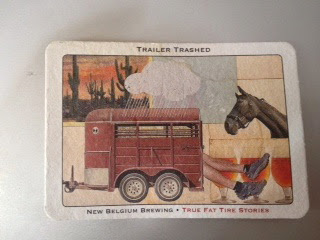 TRAILER TRASHED
NEW BELGIUM BREWING • TRUE FAT TIRE STORIES